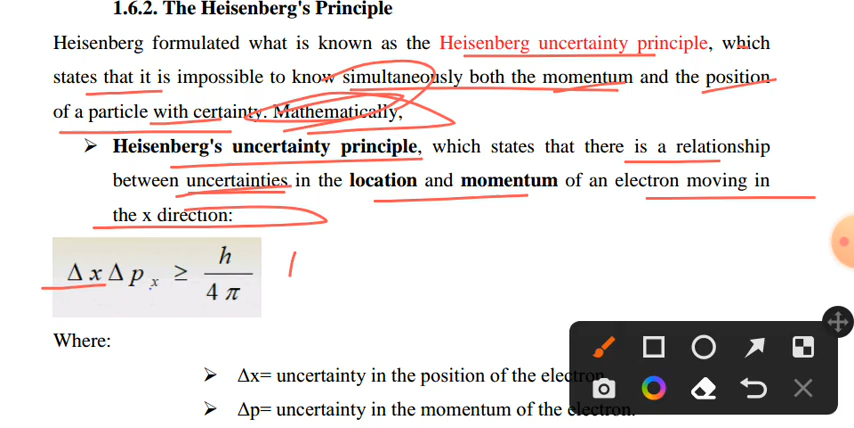 1.6.2. The Heisenberg's Principle
Heisenberg formulated what is known as the Heisenberg uncertainty principle, which
states that it is impossible to know simultaneously both the momentum and the position
of a particle with certainty. Mathematically,
➤ Heisenberg's uncertainty principle, which states that there is a relationship
between uncertainties in the location and momentum of an electron moving in
the x direction:
Δx Δp_x ≥ h / 4π
Where:
➤ Δx= uncertainty in the position of the electron
➤ Δp= uncertainty in the momentum of the electron.